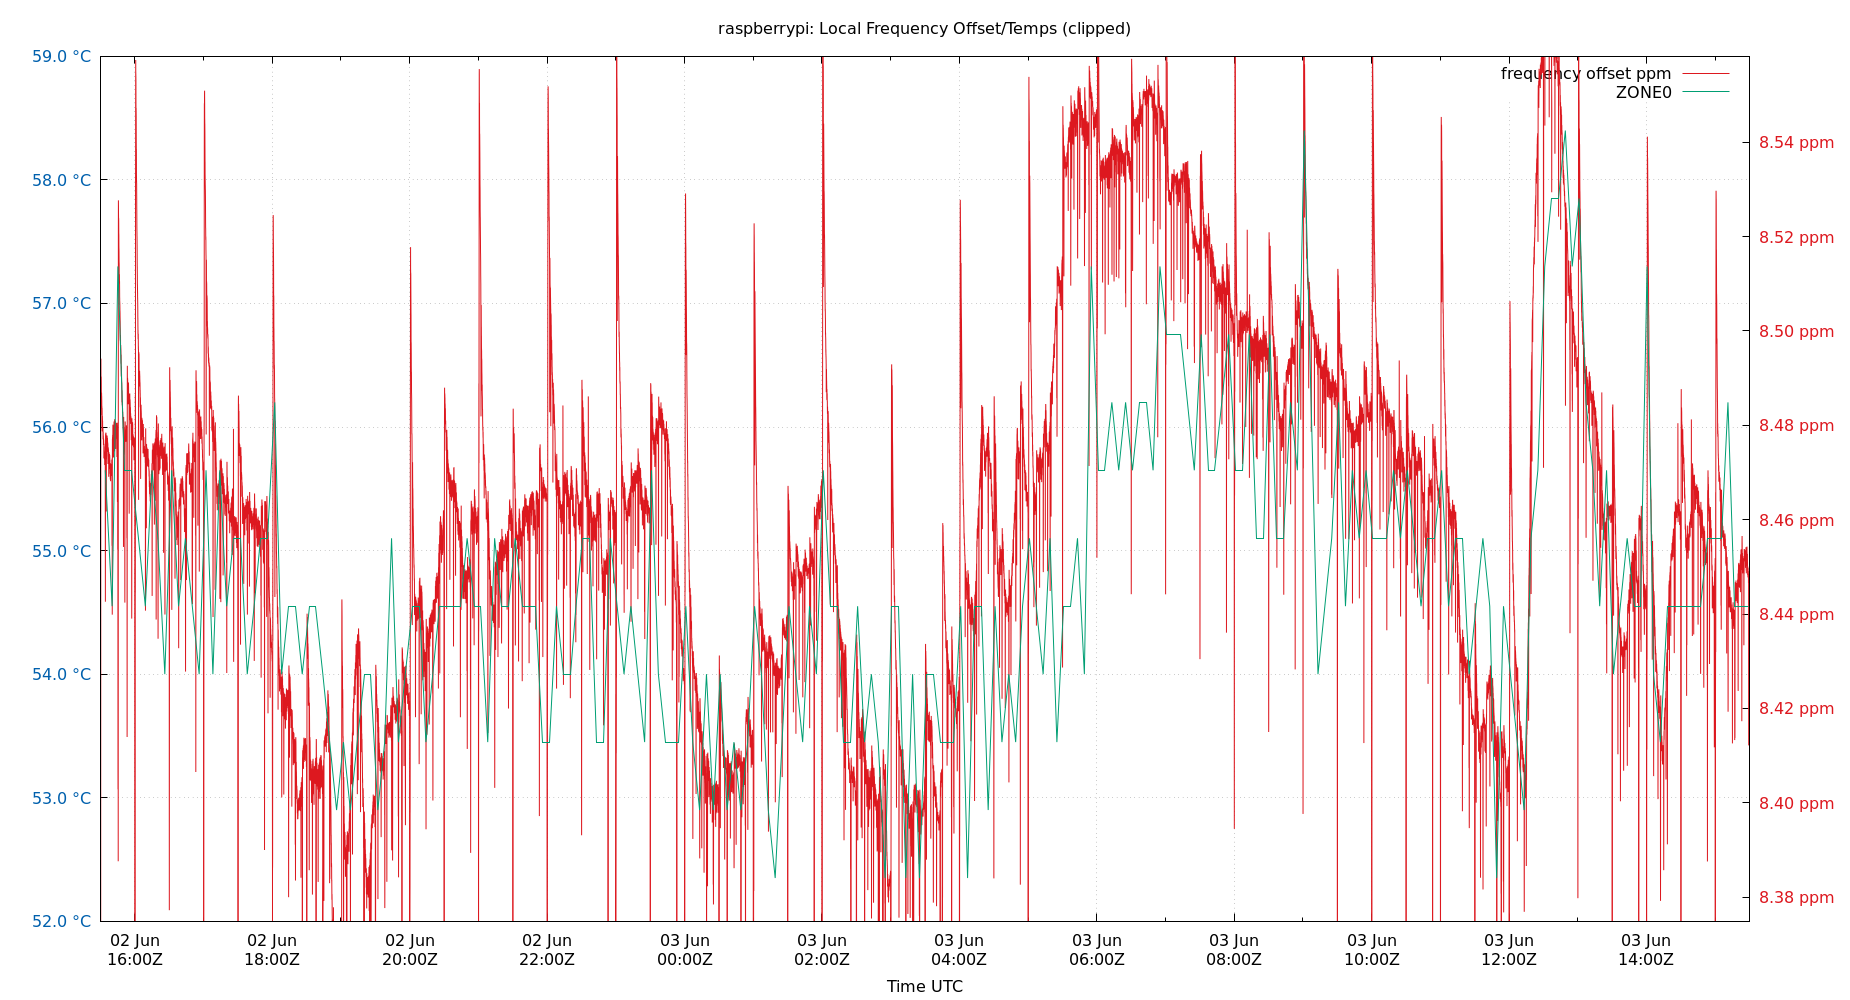 raspberrypi: Local Frequency Offset/Temps (clipped)
59.0 °C
58.0 °C
57.0 °C
56.0 °C
55.0 °C
54.0 °C
53.0 °C
52.0 °C
frequency offset ppm
ZONE0
8.54 ppm
8.52 ppm
8.50 ppm
8.48 ppm
8.46 ppm
8.44 ppm
8.42 ppm
8.40 ppm
8.38 ppm
02 Jun 02 Jun 02 Jun 02 Jun 03 Jun 03 Jun 03 Jun 03 Jun 03 Jun 03 Jun 03 Jun 03 Jun
16:00Z 18:00Z 20:00Z 22:00Z 00:00Z 02:00Z 04:00Z 06:00Z 08:00Z 10:00Z 12:00Z 14:00Z
Time UTC